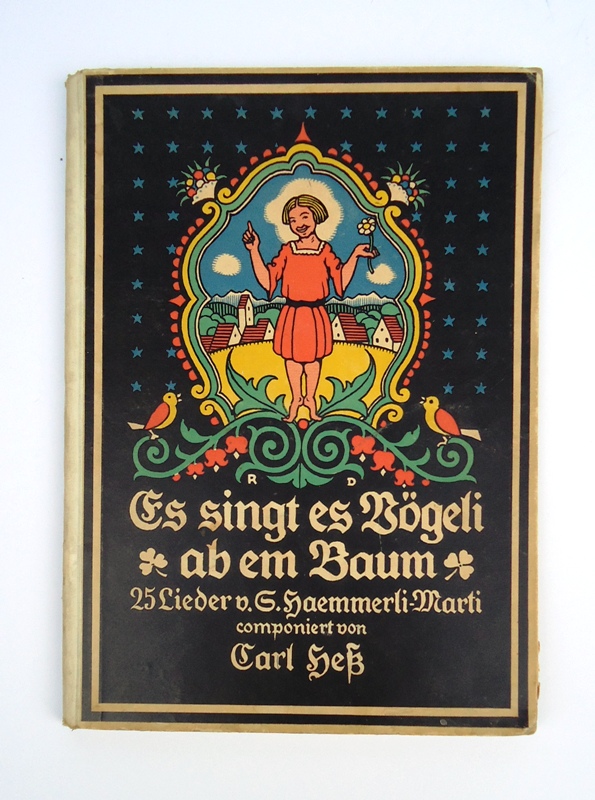 R D
Es singt es Vögeli
ab em Baum
25 Lieder v. S. Haemmerli-Marti
componiert von
Carl Heß